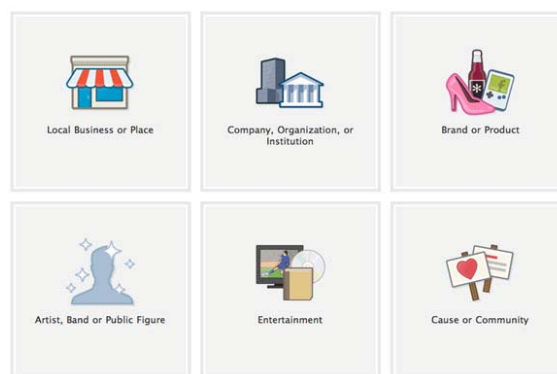 Local Business or Place
Company, Organization, or
Institution
Brand or Product
Artist, Band or Public Figure
Entertainment
Cause or Community